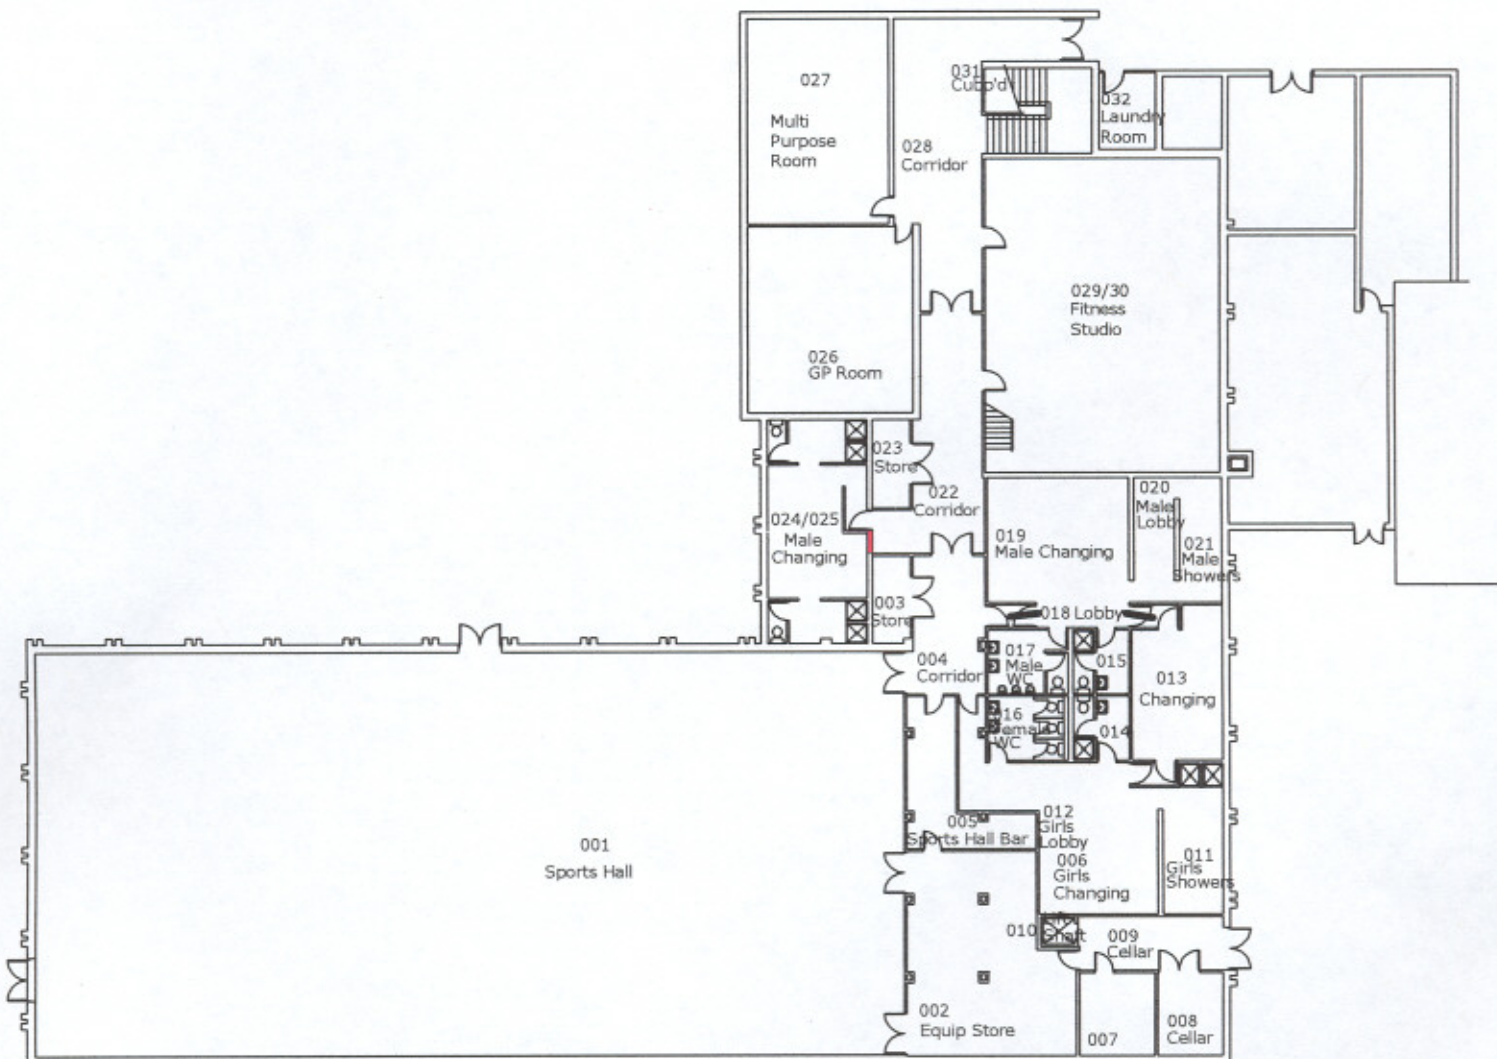 027
Multi
Purpose
Room
028
Corridor
031
Cubb'd
032
Laundry
Room
029/30
Fitness
Studio
026
GP Room
023
Store
022
Corridor
024/025
Male
Changing
020
Male
Lobby
021
Male
Showers
019
Male Changing
018 Lobby
003
Store
004
Corridor
017
Male
WC
015
013
Changing
016
Female
WC
014
001
Sports Hall
005
Sports Hall Bar
012
Girls
Lobby
006
Girls
Changing
011
Girls
Showers
010
Shaft
009
Cellar
002
Equip Store
007
008
Cellar